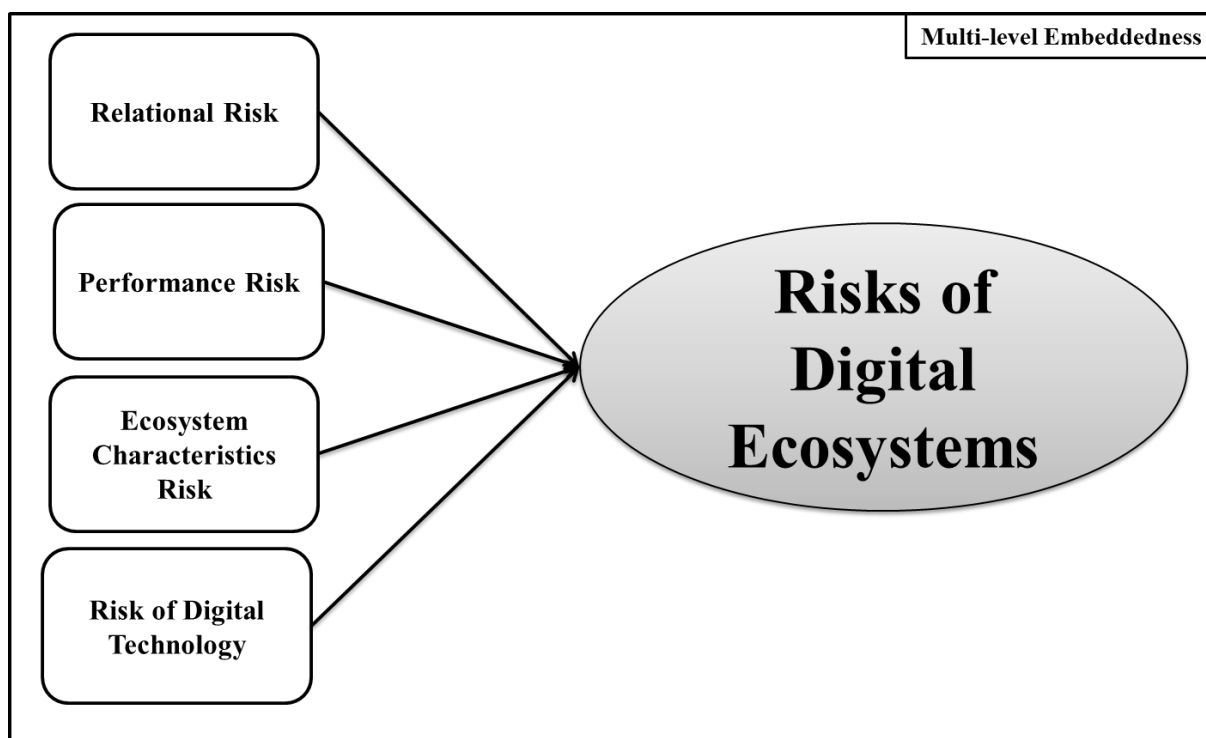 Multi-level Embeddedness
Relational Risk
Performance Risk
Ecosystem
Characteristics
Risk
Risk of Digital
Technology
Risks of
Digital
Ecosystems